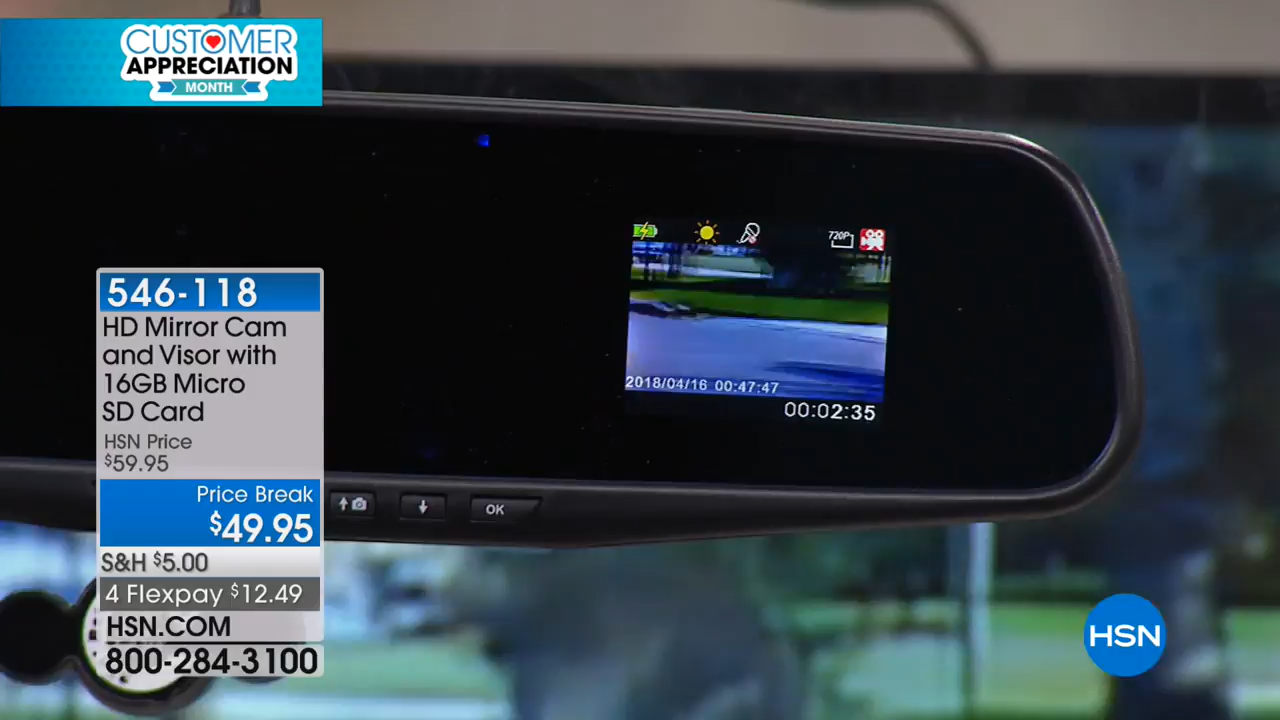 CUSTOMER
APPRECIATION
MONTH
546-118
HD Mirror Cam
and Visor with
16GB Micro
SD Card
HSN Price
$59.95
Price Break
$49.95
S&H $5.00
4 Flexpay $12.49
HSN.COM
800-284-3100
720P
2018/04/16 00:47:47
00:02:35
OK
HSN